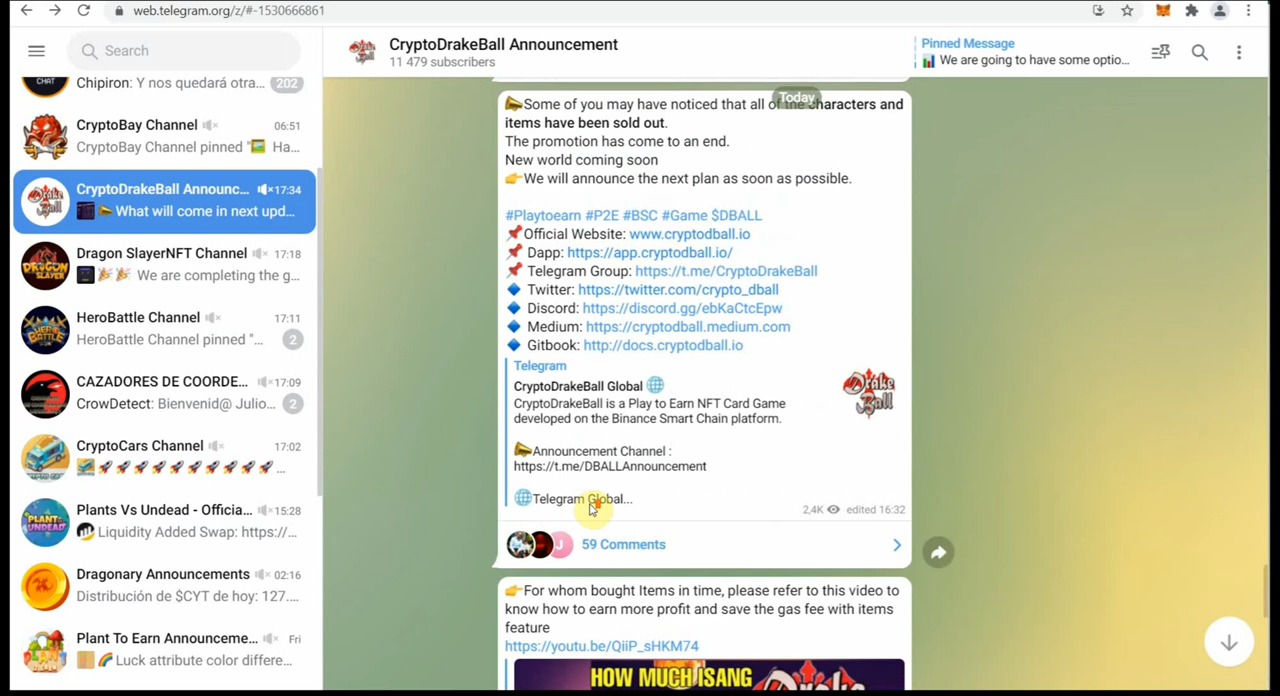 web.telegram.org/z/#-1530666861
Search
CHAT
Chipiron: Y nos quedará otra... 202
CryptoBay Channel 06:51
CryptoBay Channel pinned "🖼️ Ha...
CryptoDrakeBall Announc... 17:34
📣 What will come in next upd...
Dragon SlayerNFT Channel 17:18
🎉🎉 We are completing the g...
HeroBattle Channel 17:11
HeroBattle Channel pinned "... 2
CAZADORES DE COORDE... 17:09
CrowDetect: Bienvenid@ Julio... 2
CryptoCars Channel 17:02
🚀🚀🚀🚀🚀🚀🚀🚀🚀...
Plants Vs Undead - Officia... 15:28
Liquidity Added Swap: https:/...
Dragonary Announcements 02:16
Distribución de $CYT de hoy: 127....
Plant To Earn Announceme... Fri
🌈 Luck attribute color differe...
CryptoDrakeBall Announcement
11 479 subscribers
Pinned Message
📊 We are going to have some optio...
Today
📣Some of you may have noticed that all of the characters and
items have been sold out.
The promotion has come to an end.
New world coming soon
👉We will announce the next plan as soon as possible.
#Playtoearn #P2E #BSC #Game $DBALL
📌Official Website: www.cryptodball.io
📌 Dapp: https://app.cryptodball.io/
📌 Telegram Group: https://t.me/CryptoDrakeBall
🔹 Twitter: https://twitter.com/crypto_dball
🔹 Discord: https://discord.gg/ebKaCtcEpw
🔹 Medium: https://cryptodball.medium.com
🔹 Gitbook: http://docs.cryptodball.io
Telegram
CryptoDrakeBall Global 🌐
CryptoDrakeBall is a Play to Earn NFT Card Game
developed on the Binance Smart Chain platform.
Drake Ball
📣Announcement Channel :
https://t.me/DBALLAnnouncement
🌐Telegram Global...
2,4K edited 16:32
J
59 Comments
👉For whom bought Items in time, please refer to this video to
know how to earn more profit and save the gas fee with items
feature
https://youtu.be/QiiP_sHKM74
HOW MUCH ISANG
Drake